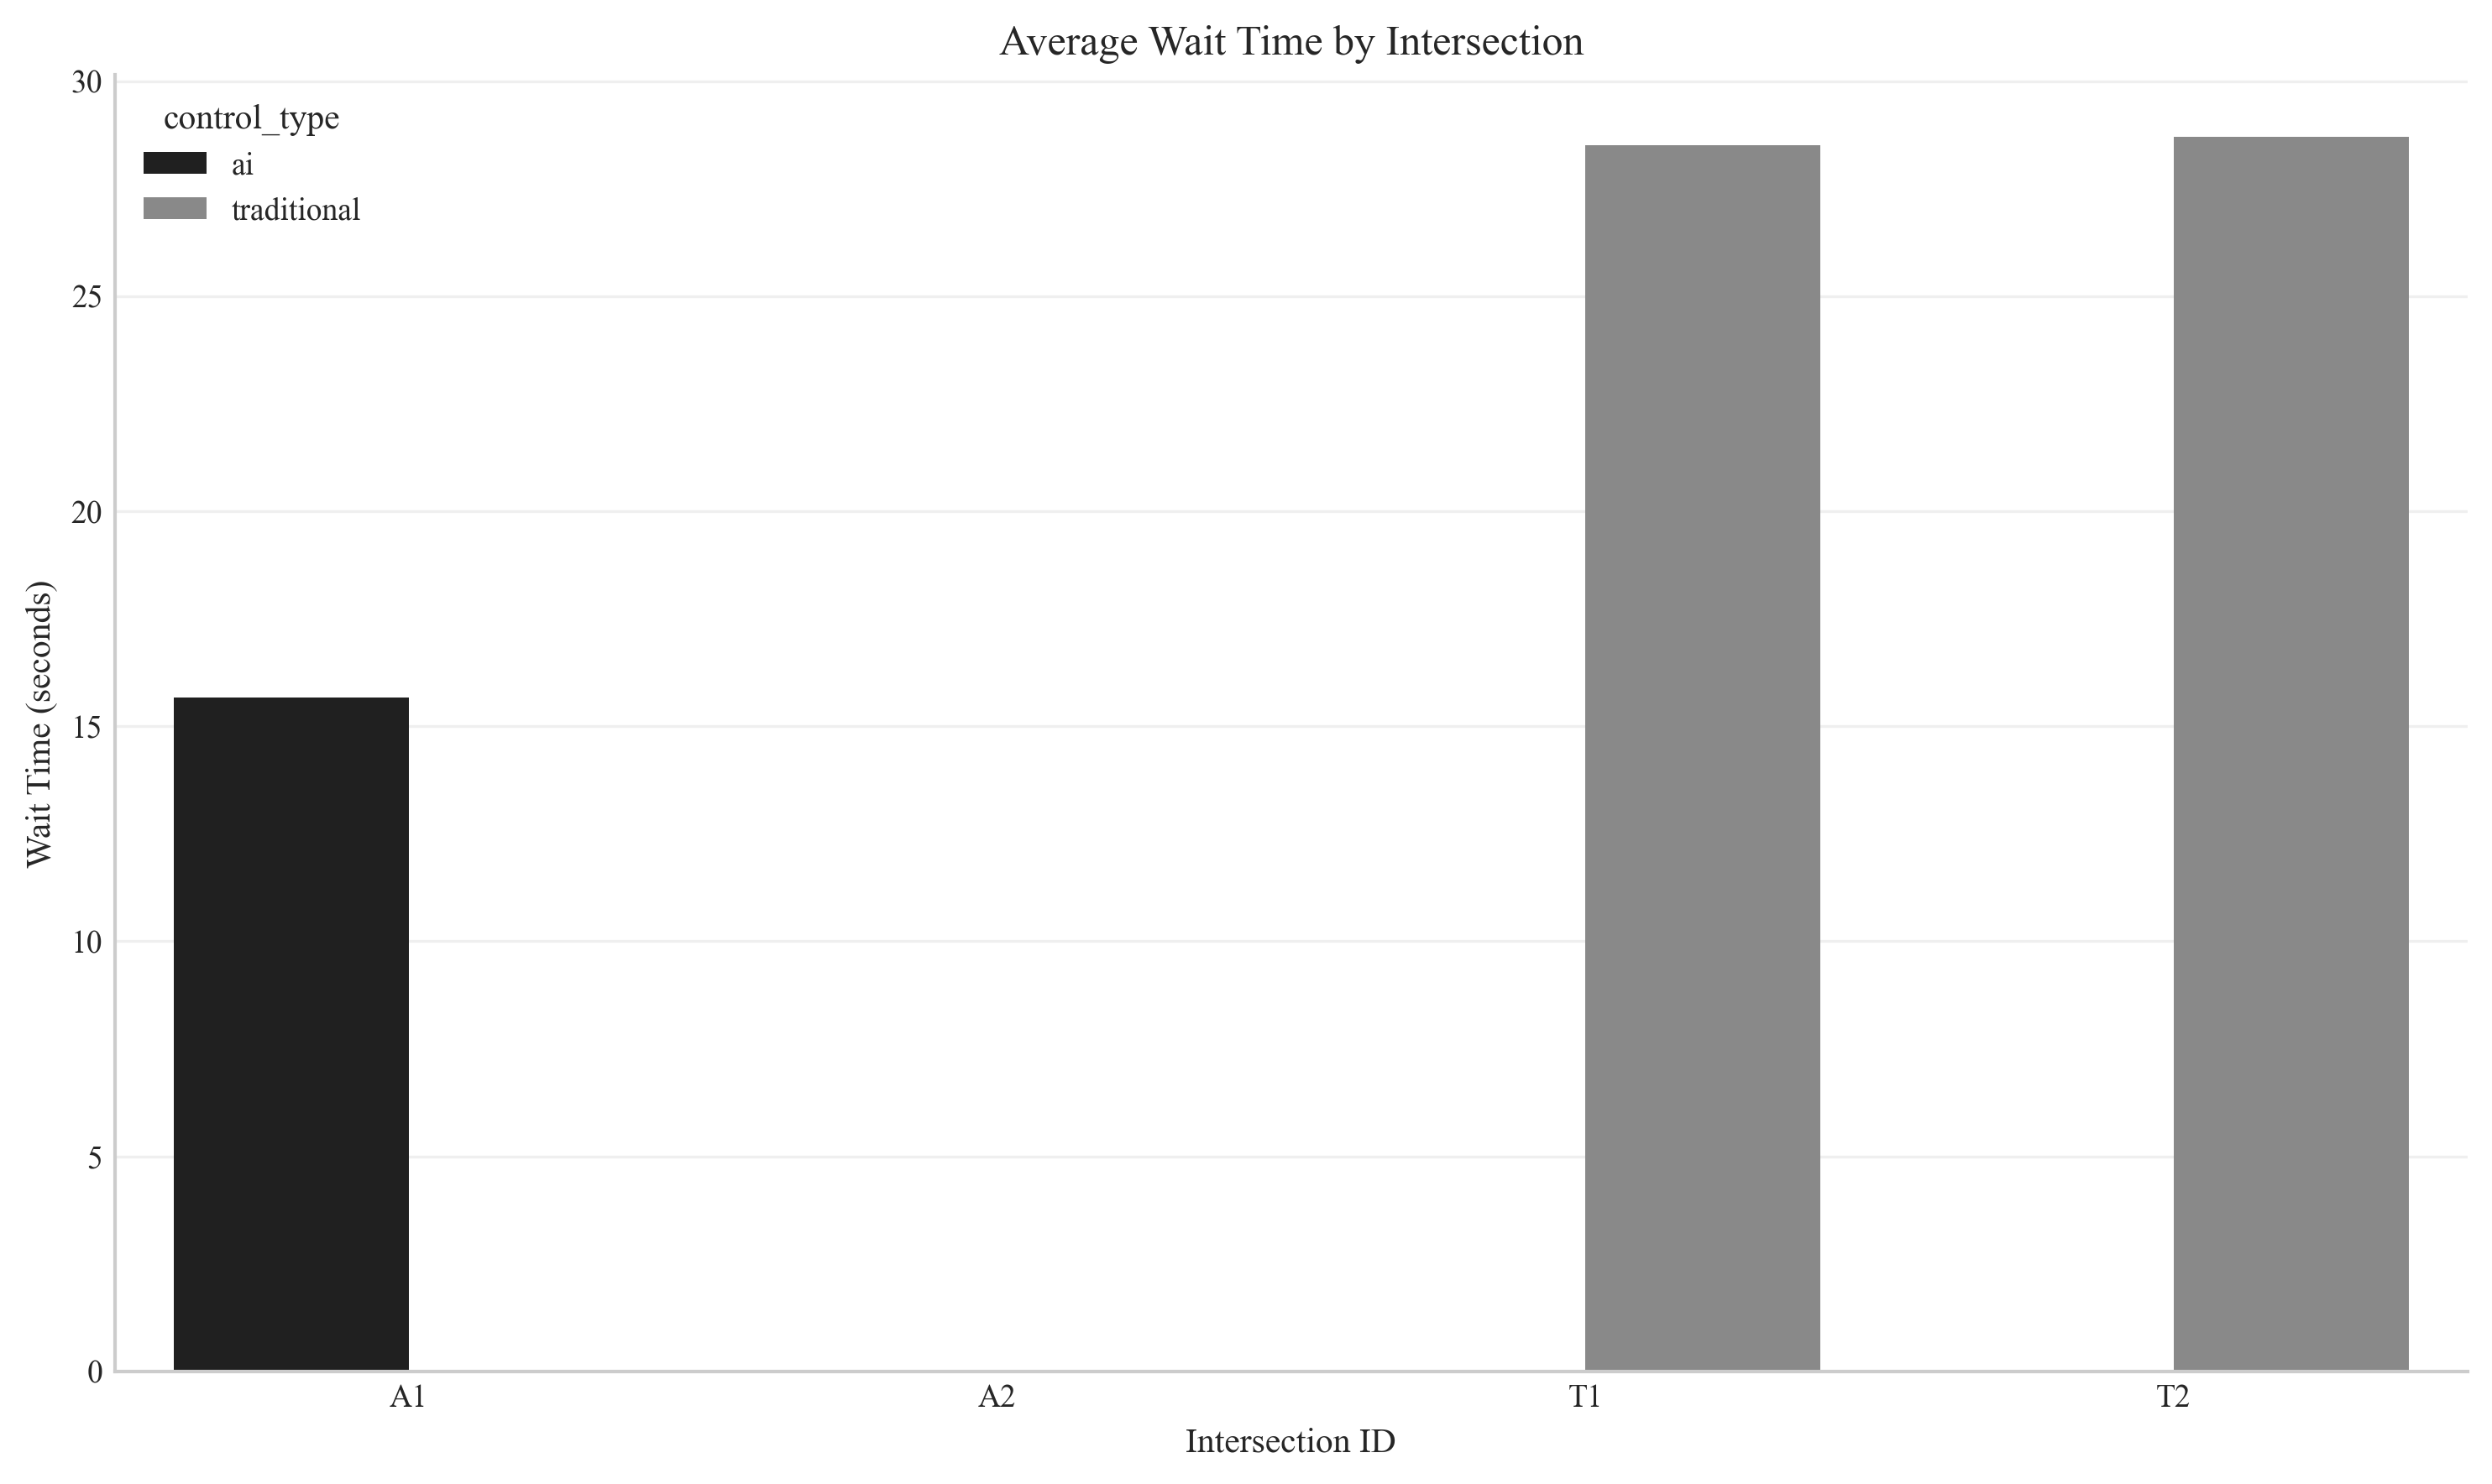 Average Wait Time by Intersection
30
control_type
ai
traditional
25
20
15
10
5
0
Wait Time (seconds)
A1 A2 T1 T2
Intersection ID